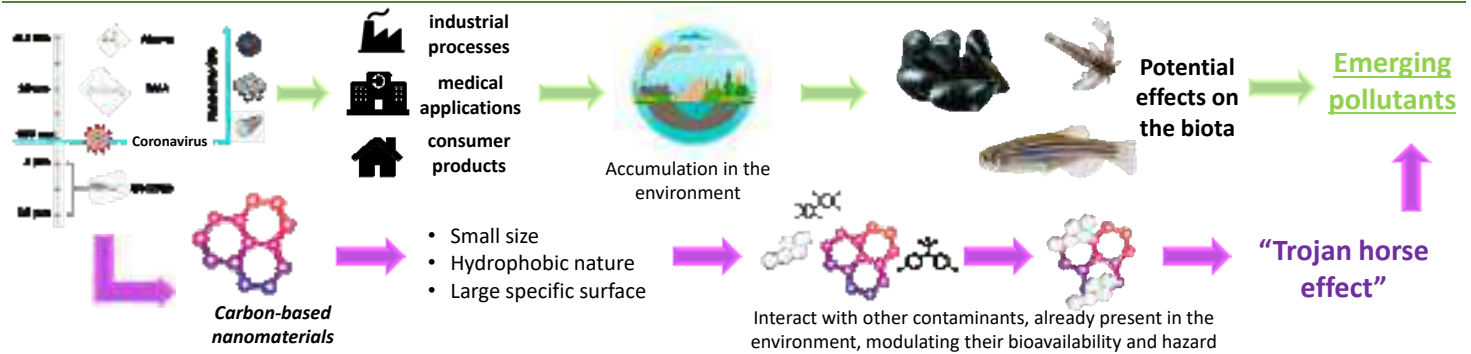 industrial
processes
medical
applications
consumer
products
Coronavirus
Accumulation in the
environment
Potential
effects on
the biota
Emerging
pollutants
Carbon-based
nanomaterials
• Small size
• Hydrophobic nature
• Large specific surface
Interact with other contaminants, already present in the
environment, modulating their bioavailability and hazard
“Trojan horse
effect”